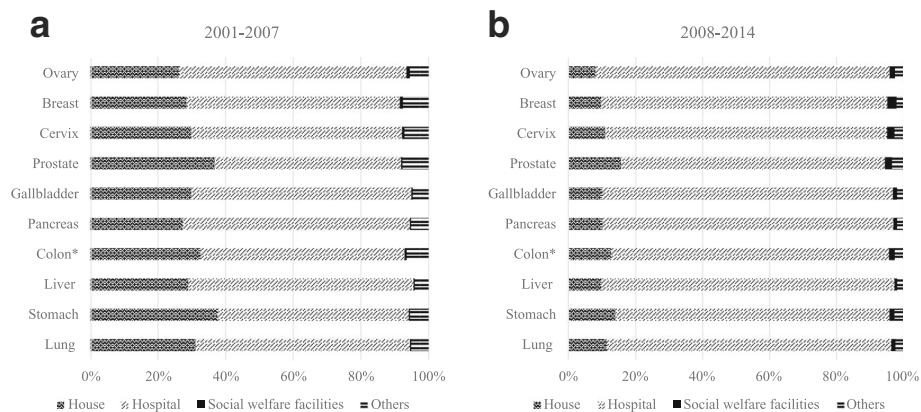 a
2001-2007
Ovary
Breast
Cervix
Prostate
Gallbladder
Pancreas
Colon*
Liver
Stomach
Lung
0% 20% 40% 60% 80% 100%
House Hospital Social welfare facilities Others
b
2008-2014
Ovary
Breast
Cervix
Prostate
Gallbladder
Pancreas
Colon*
Liver
Stomach
Lung
0% 20% 40% 60% 80% 100%
House Hospital Social welfare facilities Others